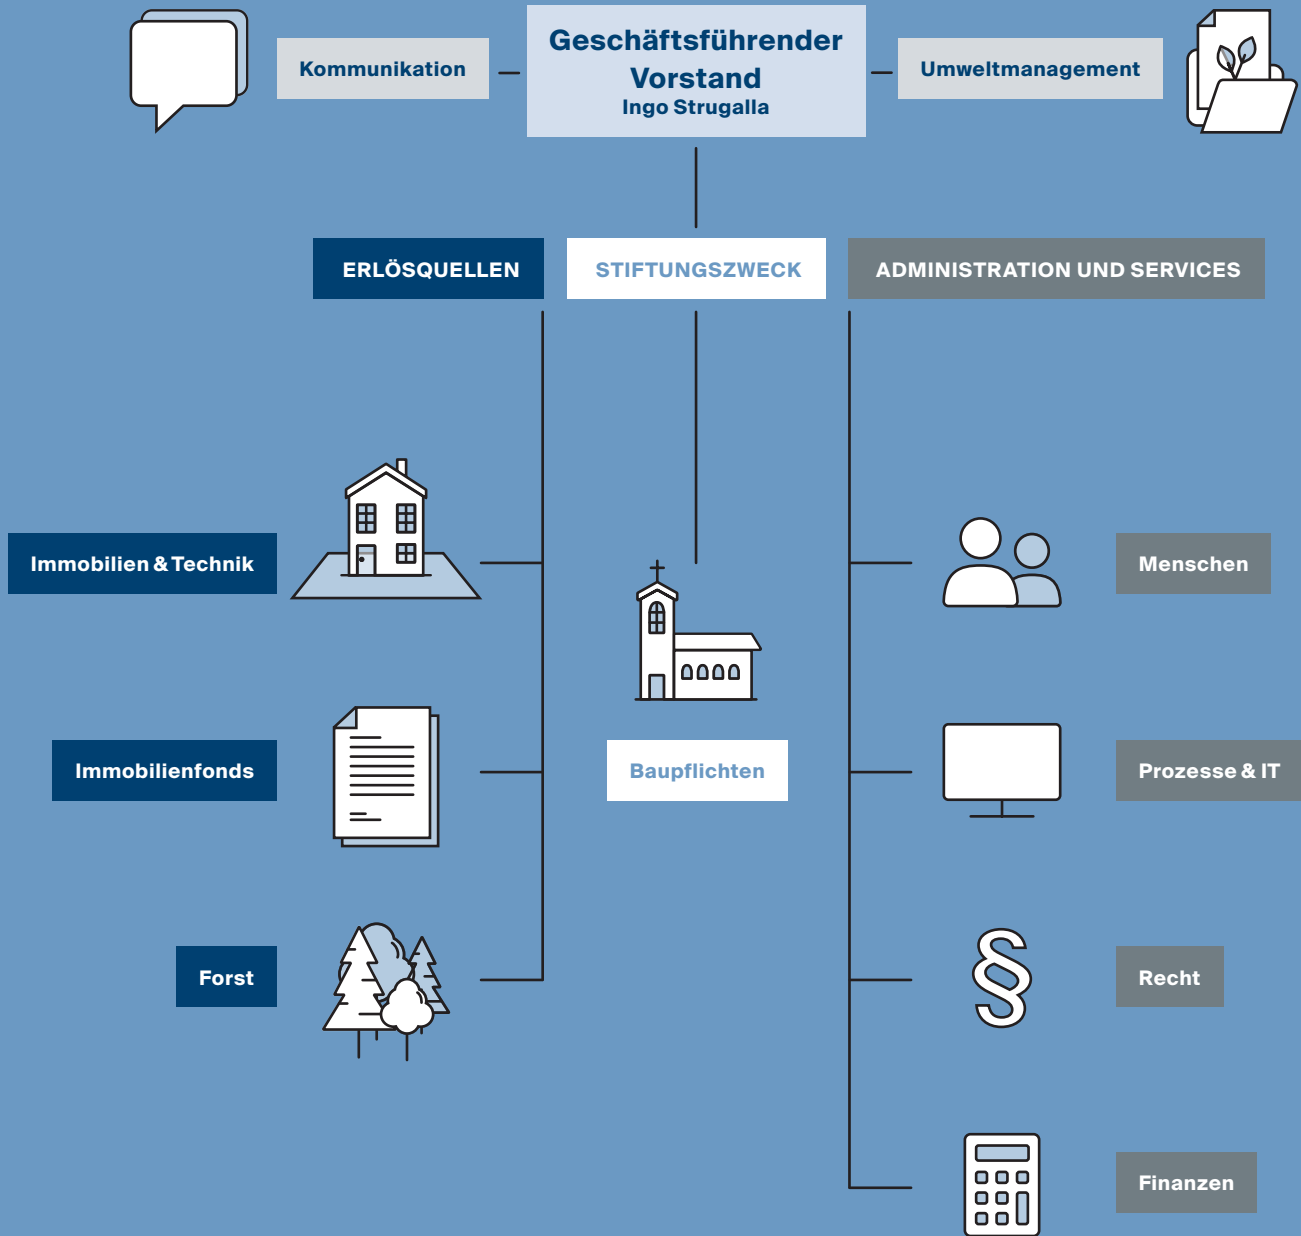 Kommunikation
Geschäftsführender
Vorstand
Ingo Strugalla
Umweltmanagement
ERLÖSQUELLEN
STIFTUNGSZWECK
ADMINISTRATION UND SERVICES
Immobilien & Technik
Immobilienfonds
Forst
Baupflichten
Menschen
Prozesse & IT
§
Recht
Finanzen